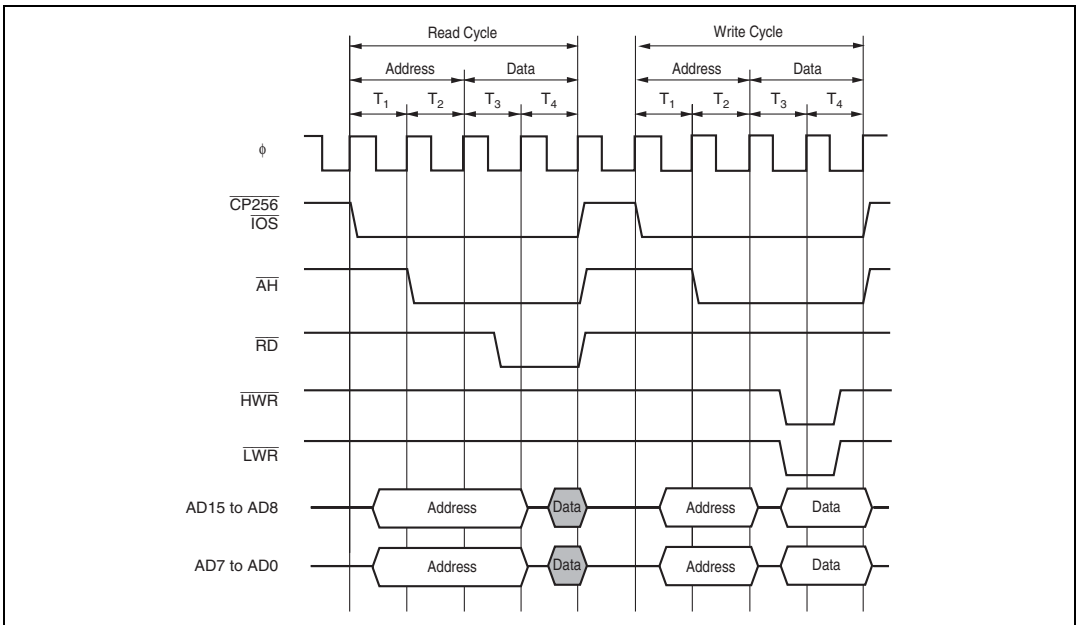 Read Cycle Write Cycle
Address Data Address Data
T1 T2 T3 T4 T1 T2 T3 T4
ϕ
CP256
IOS
AH
RD
HWR
LWR
AD15 to AD8 Address Data Address Data
AD7 to AD0 Address Data Address Data